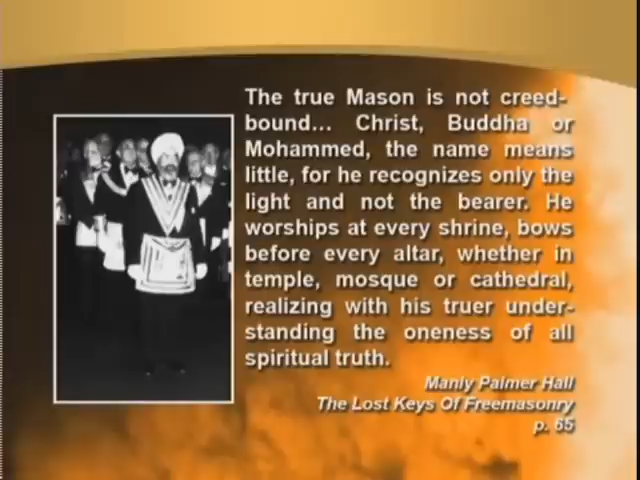 The true Mason is not creed-
bound... Christ, Buddha or
Mohammed, the name means
little, for he recognizes only the
light and not the bearer. He
worships at every shrine, bows
before every altar, whether in
temple, mosque or cathedral,
realizing with his truer under-
standing the oneness of all
spiritual truth.
Manly Palmer Hall
The Lost Keys Of Freemasonry
p. 65